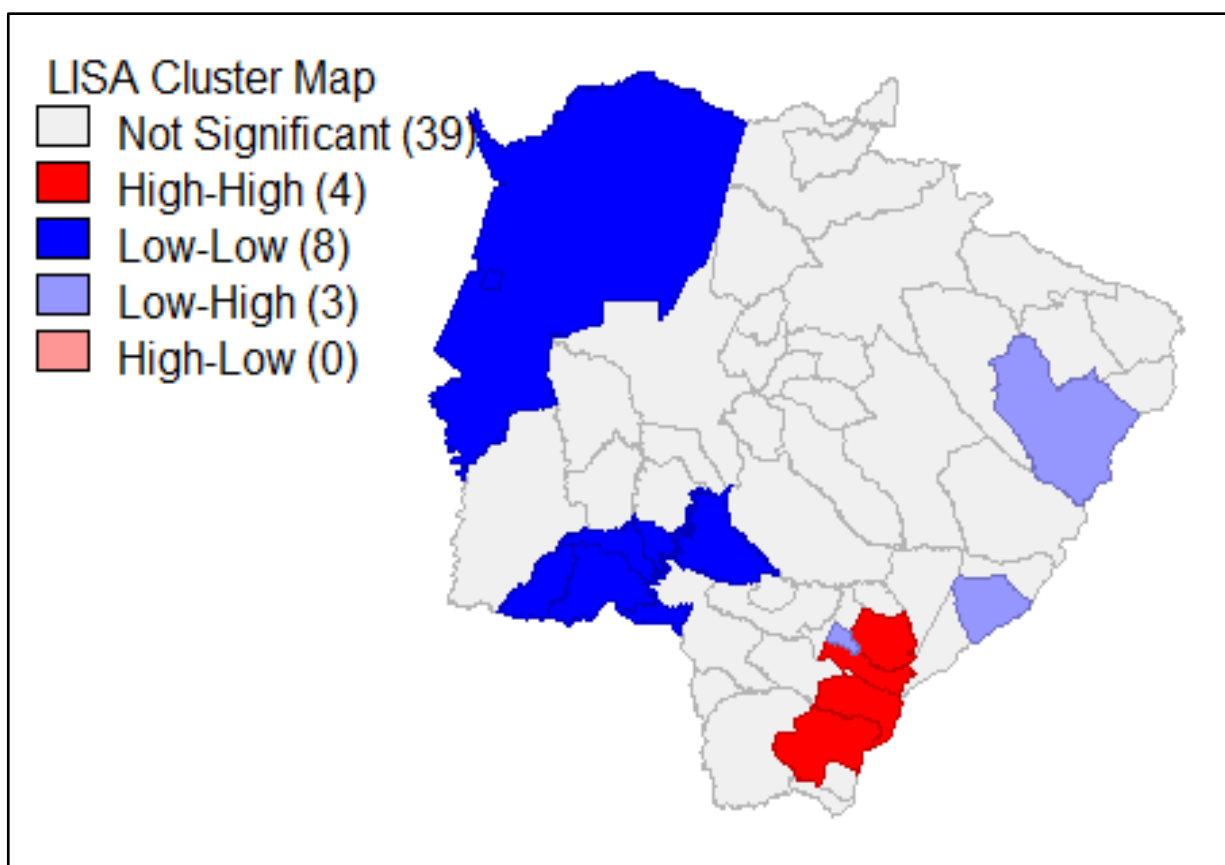 LISA Cluster Map
Not Significant (39)
High-High (4)
Low-Low (8)
Low-High (3)
High-Low (0)